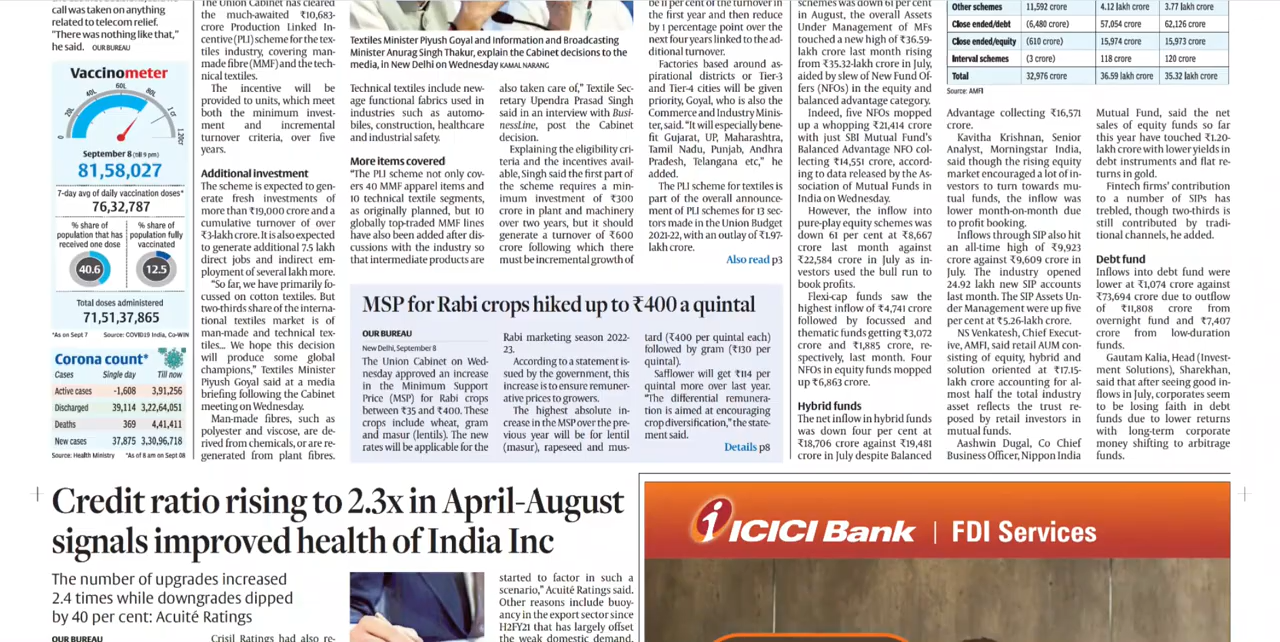 call was taken on anything
related to telecom relief.
"There was nothing like that,"
he said. OUR BUREAU
Vaccinometer
20L
40L
60L
80L
1 cr
1.20cr
0
September 8 (till 9 pm)
81,58,027
7-day avg of daily vaccination doses*
76,32,787
% share of
population that has
received one dose
40.6
% share of
population fully
vaccinated
12.5
Total doses administered
71,51,37,865
*As on Sept 7 Source: COVID19 India, Co-WIN
Corona count*
Cases Single day Till now
Active cases -1,608 3,91,256
Discharged 39,114 3,22,64,051
Deaths 369 4,41,411
New cases 37,875 3,30,96,718
Source: Health Ministry *As of 8 am on Sept 08
The Union Cabinet has cleared
the much-awaited ₹10,683-
crore Production Linked In-
centive (PLI) scheme for the tex-
tiles industry, covering man-
made fibre (MMF) and the tech-
nical textiles.
The incentive will be
provided to units, which meet
both the minimum invest-
ment and incremental
turnover criteria, over five
years.
Additional investment
The scheme is expected to gen-
erate fresh investments of
more than ₹19,000 crore and a
cumulative turnover of over
₹3-lakh crore. It is also expected
to generate additional 7.5 lakh
direct jobs and indirect em-
ployment of several lakh more.
"So far, we have primarily fo-
cussed on cotton textiles. But
two-thirds share of the interna-
tional textiles market is of
man-made and technical tex-
tiles... We hope this decision
will produce some global
champions," Textiles Minister
Piyush Goyal said at a media
briefing following the Cabinet
meeting on Wednesday.
Man-made fibres, such as
polyester and viscose, are de-
rived from chemicals, or are re-
generated from plant fibres.
Textiles Minister Piyush Goyal and Information and Broadcasting
Minister Anurag Singh Thakur, explain the Cabinet decisions to the
media, in New Delhi on Wednesday KAMAL NARANG
Technical textiles include new-
age functional fabrics used in
industries such as automo-
biles, construction, healthcare
and industrial safety.
More items covered
"The PLI scheme not only cov-
ers 40 MMF apparel items and
10 technical textile segments,
as originally planned, but 10
globally top-traded MMF lines
have also been added after dis-
cussions with the industry so
that intermediate products are
also taken care of," Textile Sec-
retary Upendra Prasad Singh
said in an interview with Busi-
nessLine, post the Cabinet
decision.
Explaining the eligibility cri-
teria and the incentives avail-
able, Singh said the first part of
the scheme requires a min-
imum investment of ₹300
crore in plant and machinery
over two years, but it should
generate a turnover of ₹600
crore following which there
must be incremental growth of
be 11 per cent of the turnover in
the first year and then reduce
by 1 percentage point over the
next four years linked to the ad-
ditional turnover.
Factories based around as-
pirational districts or Tier-3
and Tier-4 cities will be given
priority, Goyal, who is also the
Commerce and Industry Minis-
ter, said. "It will especially bene-
fit Gujarat, UP, Maharashtra,
Tamil Nadu, Punjab, Andhra
Pradesh, Telangana etc," he
added.
The PLI scheme for textiles is
part of the overall announce-
ment of PLI schemes for 13 sec-
tors made in the Union Budget
2021-22, with an outlay of ₹1.97-
lakh crore.
Also read p3
MSP for Rabi crops hiked up to ₹400 a quintal
OUR BUREAU
New Delhi, September 8
The Union Cabinet on Wed-
nesday approved an increase
in the Minimum Support
Price (MSP) for Rabi crops
between ₹35 and ₹400. These
crops include wheat, gram
and masur (lentils). The new
rates will be applicable for the
Rabi marketing season 2022-
23.
According to a statement is-
sued by the government, this
increase is to ensure remuner-
ative prices to growers.
The highest absolute in-
crease in the MSP over the pre-
vious year will be for lentil
(masur), rapeseed and mus-
tard (₹400 per quintal each)
followed by gram (₹130 per
quintal).
Safflower will get ₹114 per
quintal more over last year.
"The differential remunera-
tion is aimed at encouraging
crop diversification," the state-
ment said.
Details p8
schemes was down 61 per cent
in August, the overall Assets
Under Management of MFs
touched a new high of ₹36.59-
lakh crore last month rising
from ₹35.32-lakh crore in July,
aided by slew of New Fund Of-
fers (NFOs) in the equity and
balanced advantage category.
Indeed, five NFOs mopped
up a whopping ₹21,414 crore
with just SBI Mutual Fund's
Balanced Advantage NFO col-
lecting ₹14,551 crore, accord-
ing to data released by the As-
sociation of Mutual Funds in
India on Wednesday.
However, the inflow into
pure-play equity schemes was
down 61 per cent at ₹8,667
crore last month against
₹22,584 crore in July as in-
vestors used the bull run to
book profits.
Flexi-cap funds saw the
highest inflow of ₹4,741 crore
followed by focussed and
thematic funds getting ₹3,072
crore and ₹1,885 crore, re-
spectively, last month. Four
NFOs in equity funds mopped
up ₹6,863 crore.
Hybrid funds
The net inflow in hybrid funds
was down four per cent at
₹18,706 crore against ₹19,481
crore in July despite Balanced
Other schemes 11,592 crore 4.12 lakh crore 3.77 lakh crore
Close ended/debt (6,480 crore) 57,054 crore 62,126 crore
Close ended/equity (610 crore) 15,974 crore 15,973 crore
Interval schemes (3 crore) 118 crore 120 crore
Total 32,976 crore 36.59 lakh crore 35.32 lakh crore
Source: AMFI
Advantage collecting ₹16,571
crore.
Kavitha Krishnan, Senior
Analyst, Morningstar India,
said though the rising equity
market encouraged a lot of in-
vestors to turn towards mu-
tual funds, the inflow was
lower month-on-month due
to profit booking.
Inflows through SIP also hit
an all-time high of ₹9,923
crore against ₹9,609 crore in
July. The industry opened
24.92 lakh new SIP accounts
last month. The SIP Assets Un-
der Management were up five
per cent at ₹5.26-lakh crore.
NS Venkatesh, Chief Execut-
ive, AMFI, said retail AUM con-
sisting of equity, hybrid and
solution oriented at ₹17.15-
lakh crore accounting for al-
most half the total industry
asset reflects the trust re-
posed by retail investors in
mutual funds.
Aashwin Dugal, Co Chief
Business Officer, Nippon India
Mutual Fund, said the net
sales of equity funds so far
this year have touched ₹1.20-
lakh crore with lower yields in
debt instruments and flat re-
turns in gold.
Fintech firms' contribution
to a number of SIPs has
trebled, though two-thirds is
still contributed by tradi-
tional channels, he added.
Debt fund
Inflows into debt fund were
lower at ₹1,074 crore against
₹73,694 crore due to outflow
of ₹11,808 crore from
overnight fund and ₹7,407
crore from low-duration
funds.
Gautam Kalia, Head (Invest-
ment Solutions), Sharekhan,
said that after seeing good in-
flows in July, corporates seem
to be losing faith in debt
funds due to lower returns
with long-term corporate
money shifting to arbitrage
funds.
Credit ratio rising to 2.3x in April-August
signals improved health of India Inc
The number of upgrades increased
2.4 times while downgrades dipped
by 40 per cent: Acuité Ratings
OUR BUREAU
Crisil Ratings had also re-
started to factor in such a
scenario," Acuité Ratings said.
Other reasons include buoy-
ancy in the export sector since
H2FY21 that has largely offset
the weak domestic demand,
ICICI Bank | FDI Services